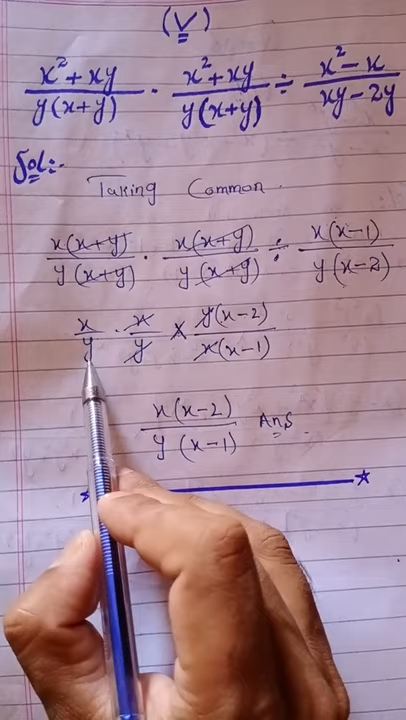 (v)
x² + xy / y(x+y) · x² + xy / y(x+y) ÷ x² - x / xy - 2y
Sol:-
Taking Common.
x(x+y) / y(x+y) · x(x+y) / y(x+y) ÷ x(x-1) / y(x-2)
x / y · x / y × y(x-2) / x(x-1)
x(x-2) / y(x-1) Ans